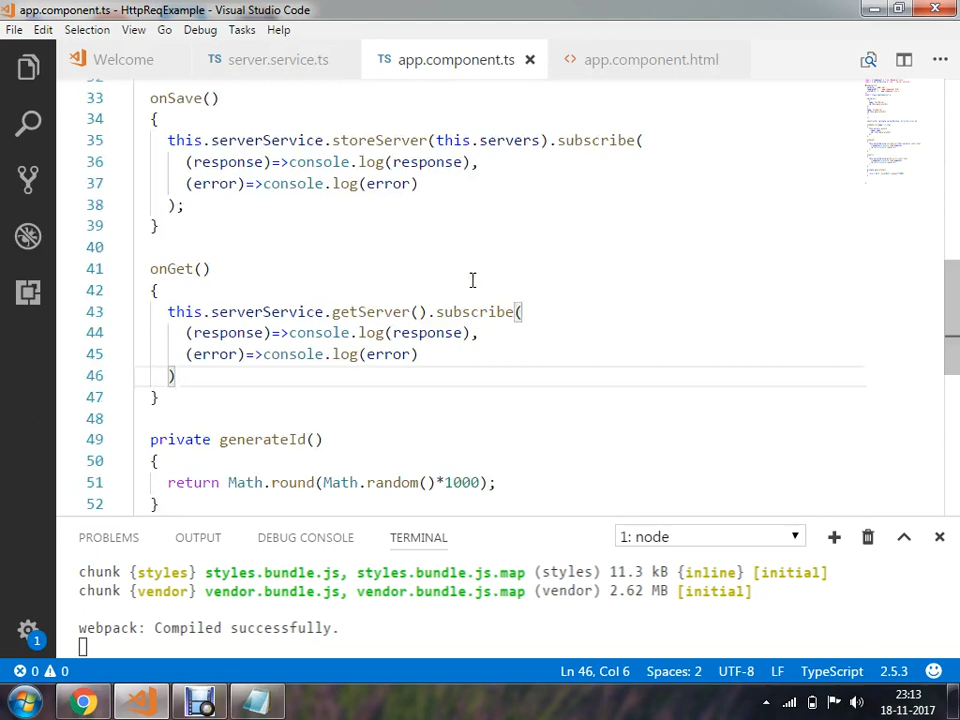 app.component.ts - HttpReqExample - Visual Studio Code
File Edit Selection View Go Debug Tasks Help
Welcome TS server.service.ts TS app.component.ts <> app.component.html
33 onSave()
34 {
35 this.serverService.storeServer(this.servers).subscribe(
36 (response)=>console.log(response),
37 (error)=>console.log(error)
38 );
39 }
40
41 onGet()
42 {
43 this.serverService.getServer().subscribe(
44 (response)=>console.log(response),
45 (error)=>console.log(error)
46 )
47 }
48
49 private generateId()
50 {
51 return Math.round(Math.random()*1000);
52 }
PROBLEMS OUTPUT DEBUG CONSOLE TERMINAL 1: node
chunk {styles} styles.bundle.js, styles.bundle.js.map (styles) 11.3 kB {inline} [initial]
chunk {vendor} vendor.bundle.js, vendor.bundle.js.map (vendor) 2.62 MB [initial]
webpack: Compiled successfully.
1
0 0 Ln 46, Col 6 Spaces: 2 UTF-8 LF TypeScript 2.5.3
23:13
18-11-2017